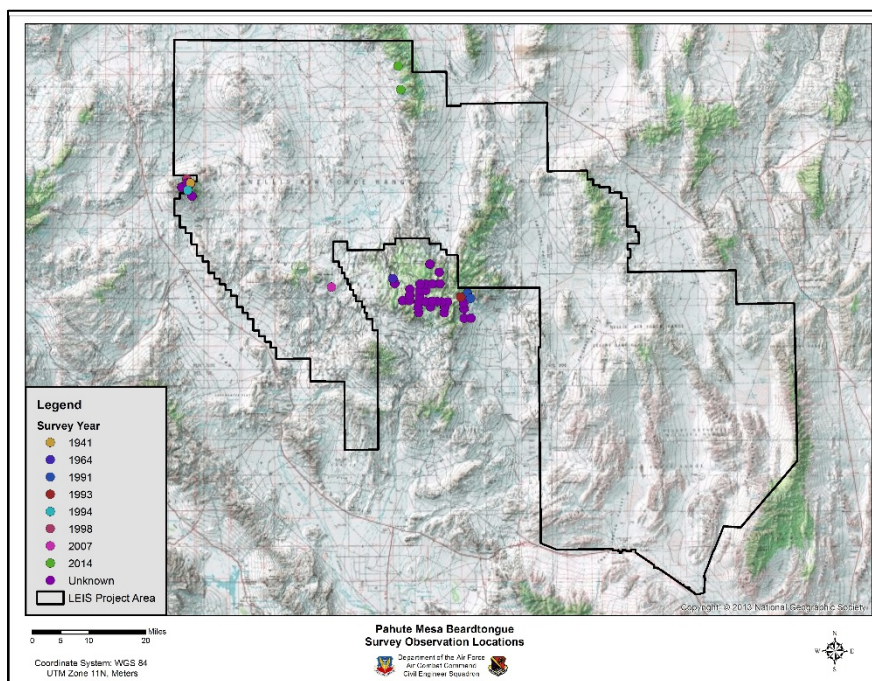 Legend
Survey Year
1941
1964
1991
1993
1994
1998
2007
2014
Unknown
LEIS Project Area
Copyright: © 2013 National Geographic Society
0 5 10 20 Miles
Coordinate System: WGS 84
UTM Zone 11N, Meters
Pahute Mesa Beardtongue
Survey Observation Locations
Department of the Air Force
Air Combat Command
Civil Engineer Squadron
N
W E
S